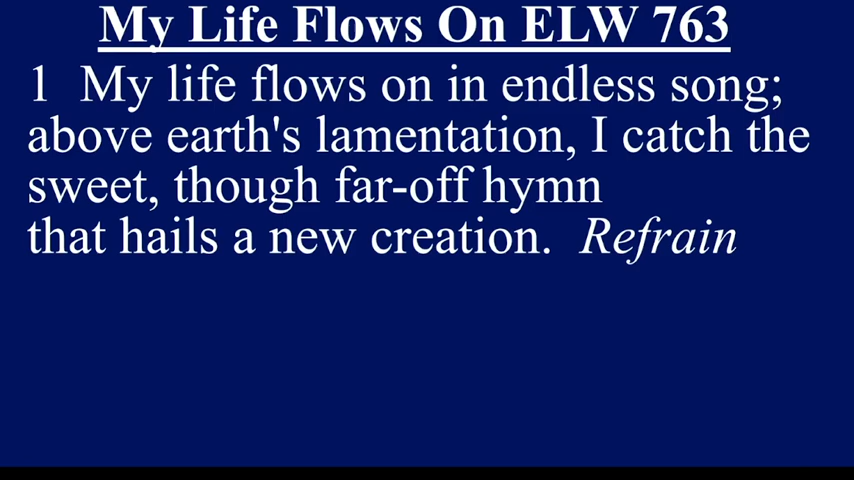 My Life Flows On ELW 763
1 My life flows on in endless song;
above earth's lamentation, I catch the
sweet, though far-off hymn
that hails a new creation. Refrain